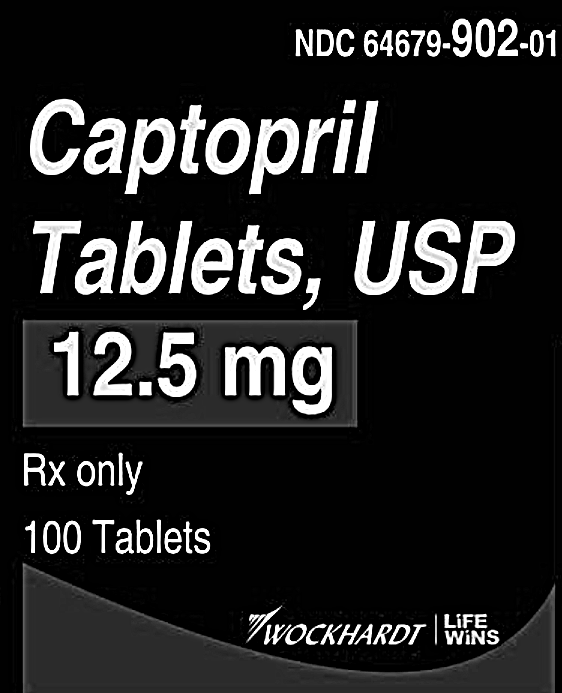 NDC 64679-902-01
Captopril
Tablets, USP
12.5 mg
Rx only
100 Tablets
WOCKHARDT | LiFE WiNS